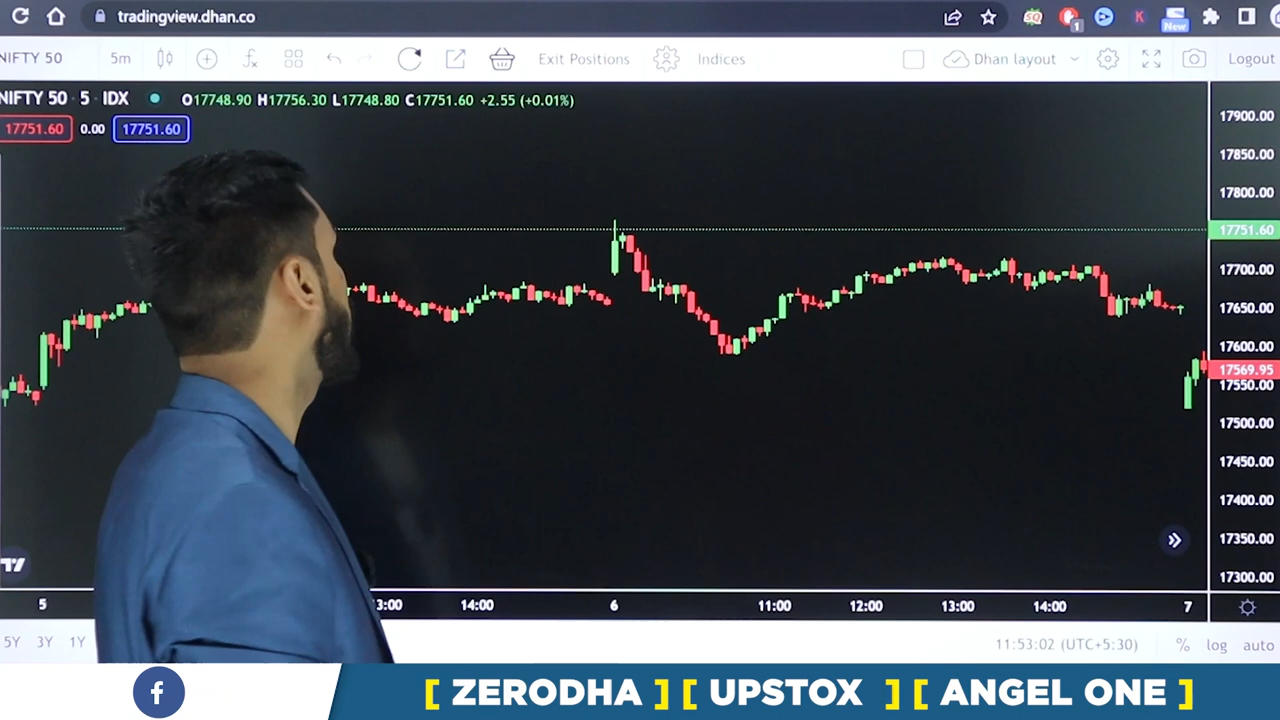 tradingview.dhan.co
SQ 1 K New
NIFTY 50 5m Exit Positions Indices Dhan layout Logout
NIFTY 50 · 5 · IDX O17748.90 H17756.30 L17748.80 C17751.60 +2.55 (+0.01%)
17751.60 0.00 17751.60
17900.00
17850.00
17800.00
17751.60
17700.00
17650.00
17600.00
17569.95
17550.00
17500.00
17450.00
17400.00
17350.00
17300.00
5 3:00 14:00 6 11:00 12:00 13:00 14:00 7
5Y 3Y 1Y 11:53:02 (UTC+5:30) % log auto
f [ ZERODHA ] [ UPSTOX ] [ ANGEL ONE ]